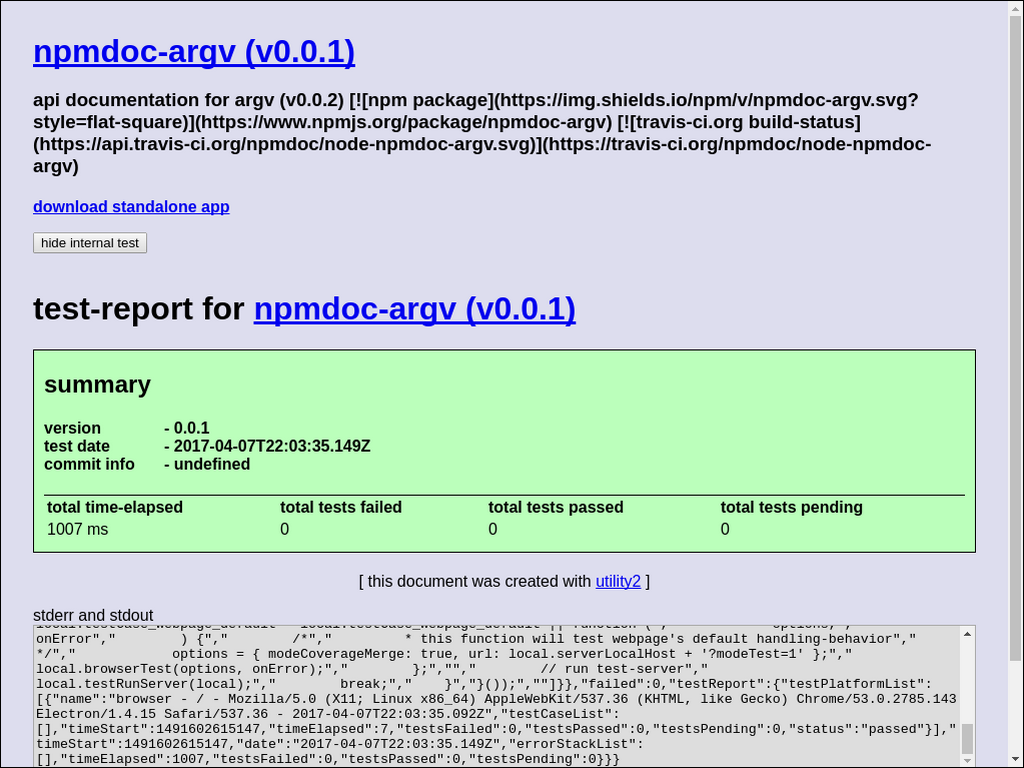 npmdoc-argv (v0.0.1)
api documentation for argv (v0.0.2) [![npm package](https://img.shields.io/npm/v/npmdoc-argv.svg?
style=flat-square)](https://www.npmjs.org/package/npmdoc-argv) [![travis-ci.org build-status]
(https://api.travis-ci.org/npmdoc/node-npmdoc-argv.svg)](https://travis-ci.org/npmdoc/node-npmdoc-
argv)
download standalone app
hide internal test
test-report for npmdoc-argv (v0.0.1)
summary
version - 0.0.1
test date - 2017-04-07T22:03:35.149Z
commit info - undefined
total time-elapsed total tests failed total tests passed total tests pending
1007 ms 0 0 0
[ this document was created with utility2 ]
stderr and stdout
local.testCase_webpage_default = local.testCase_webpage_default || function (","            options,","
onError","        ) {","        /*","         * this function will test webpage's default handling-behavior","
*/","            options = { modeCoverageMerge: true, url: local.serverLocalHost + '?modeTest=1' };","
local.browserTest(options, onError);","        };","","        // run test-server","
local.testRunServer(local);","        break;","    }","}());",""]}},"failed":0,"testReport":{"testPlatformList":
[{"name":"browser - / - Mozilla/5.0 (X11; Linux x86_64) AppleWebKit/537.36 (KHTML, like Gecko) Chrome/53.0.2785.143
Electron/1.4.15 Safari/537.36 - 2017-04-07T22:03:35.092Z","testCaseList":
[],"timeStart":1491602615147,"timeElapsed":7,"testsFailed":0,"testsPassed":0,"testsPending":0,"status":"passed"}],"
timeStart":1491602615147,"date":"2017-04-07T22:03:35.149Z","errorStackList":
[],"timeElapsed":1007,"testsFailed":0,"testsPassed":0,"testsPending":0}}}